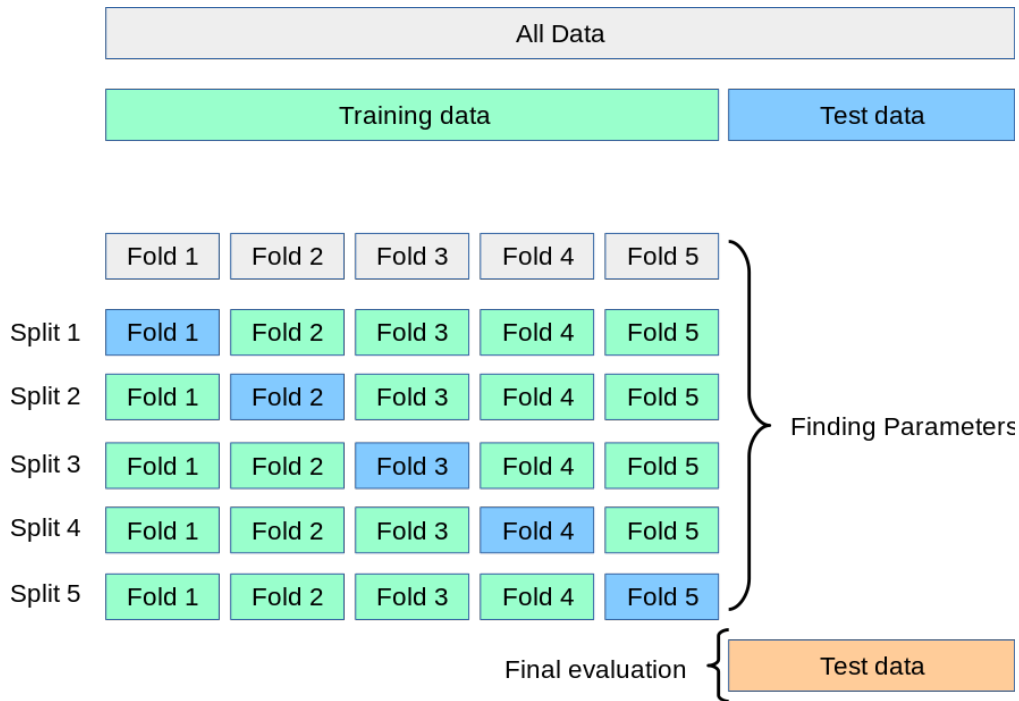 All Data
Training data Test data
Fold 1 Fold 2 Fold 3 Fold 4 Fold 5
Split 1 Fold 1 Fold 2 Fold 3 Fold 4 Fold 5
Split 2 Fold 1 Fold 2 Fold 3 Fold 4 Fold 5
Finding Parameters
Split 3 Fold 1 Fold 2 Fold 3 Fold 4 Fold 5
Split 4 Fold 1 Fold 2 Fold 3 Fold 4 Fold 5
Split 5 Fold 1 Fold 2 Fold 3 Fold 4 Fold 5
Final evaluation Test data